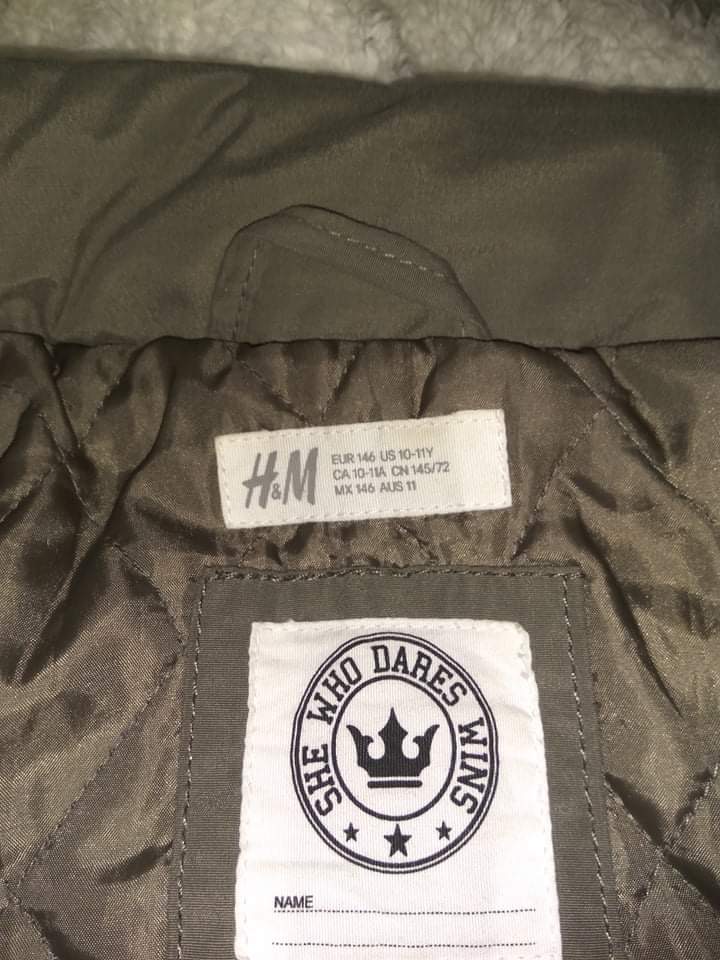 H&M
EUR 146 US 10-11Y
CA 10-11A CN 145/72
MX 146 AUS 11
SHE WHO DARES WINS
NAME